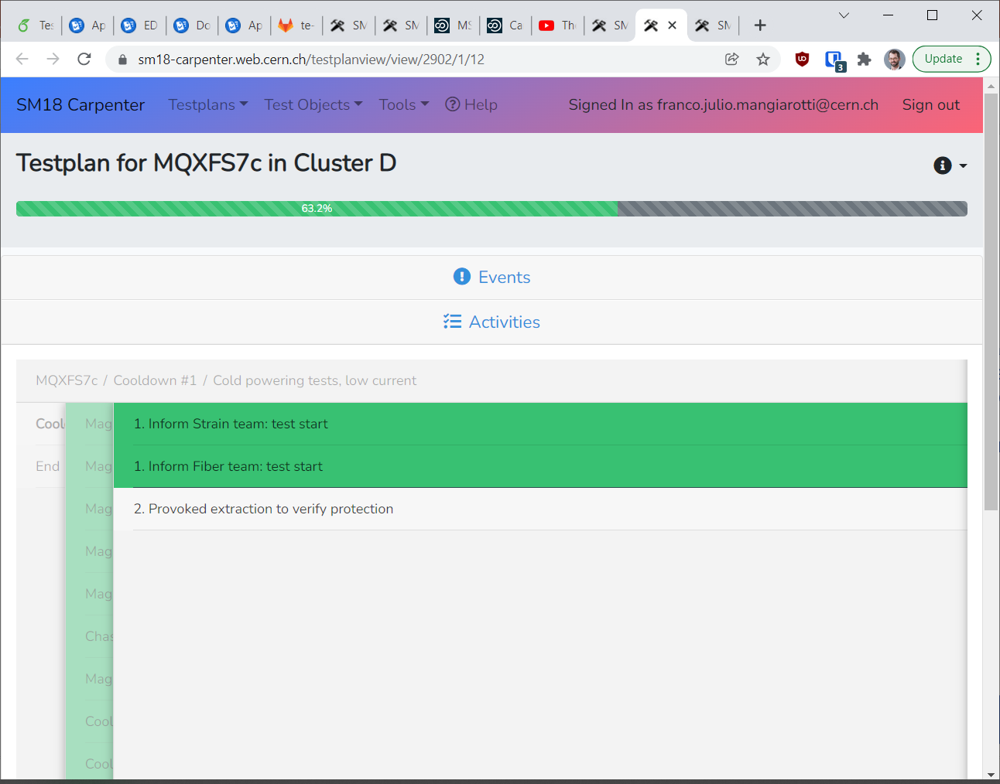 Tes Ap ED Do Ap te- SM SM MS Ca The SM SM
sm18-carpenter.web.cern.ch/testplanview/view/2902/1/12
3
Update
SM18 Carpenter Testplans Test Objects Tools Help Signed In as franco.julio.mangiarotti@cern.ch Sign out
Testplan for MQXFS7c in Cluster D
63.2%
Events
Activities
MQXFS7c / Cooldown #1 / Cold powering tests, low current
Cool Mag 1. Inform Strain team: test start
End Mag 1. Inform Fiber team: test start
Mag 2. Provoked extraction to verify protection
Mag
Mag
Chas
Mag
Cool
Cool